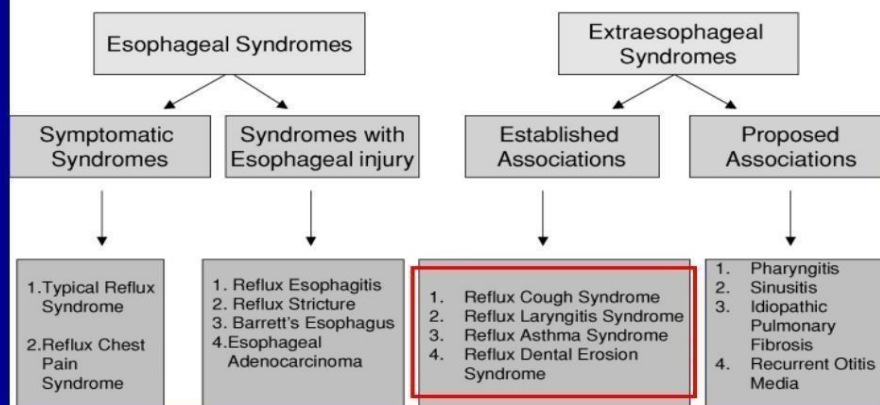 Esophageal Syndromes
Extraesophageal
Syndromes
Symptomatic
Syndromes
Syndromes with
Esophageal injury
Established
Associations
Proposed
Associations
1.Typical Reflux
Syndrome
2.Reflux Chest
Pain
Syndrome
1. Reflux Esophagitis
2. Reflux Stricture
3. Barrett's Esophagus
4.Esophageal
Adenocarcinoma
1. Reflux Cough Syndrome
2. Reflux Laryngitis Syndrome
3. Reflux Asthma Syndrome
4. Reflux Dental Erosion
Syndrome
1. Pharyngitis
2. Sinusitis
3. Idiopathic
Pulmonary
Fibrosis
4. Recurrent Otitis
Media